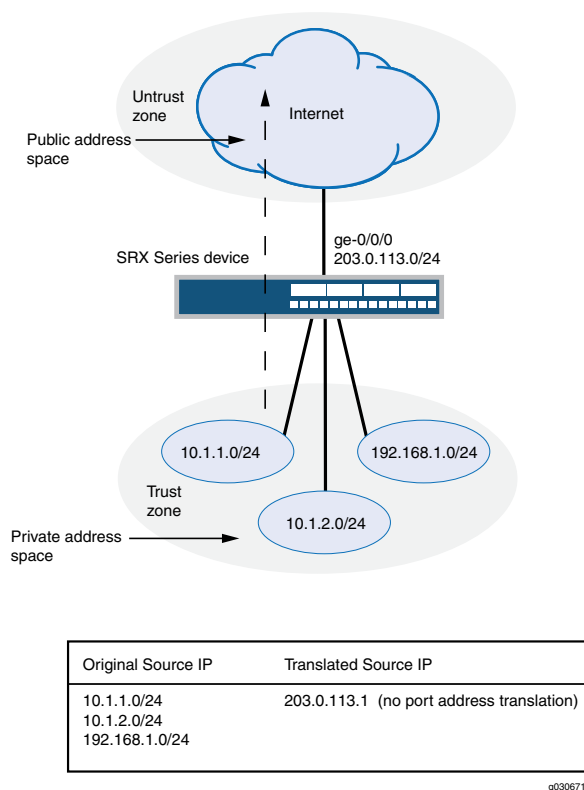 Untrust
zone
Internet
Public address
space
ge-0/0/0
203.0.113.0/24
SRX Series device
10.1.1.0/24
192.168.1.0/24
Trust
zone
10.1.2.0/24
Private address
space
Original Source IP Translated Source IP
10.1.1.0/24 203.0.113.1 (no port address translation)
10.1.2.0/24
192.168.1.0/24
g030671